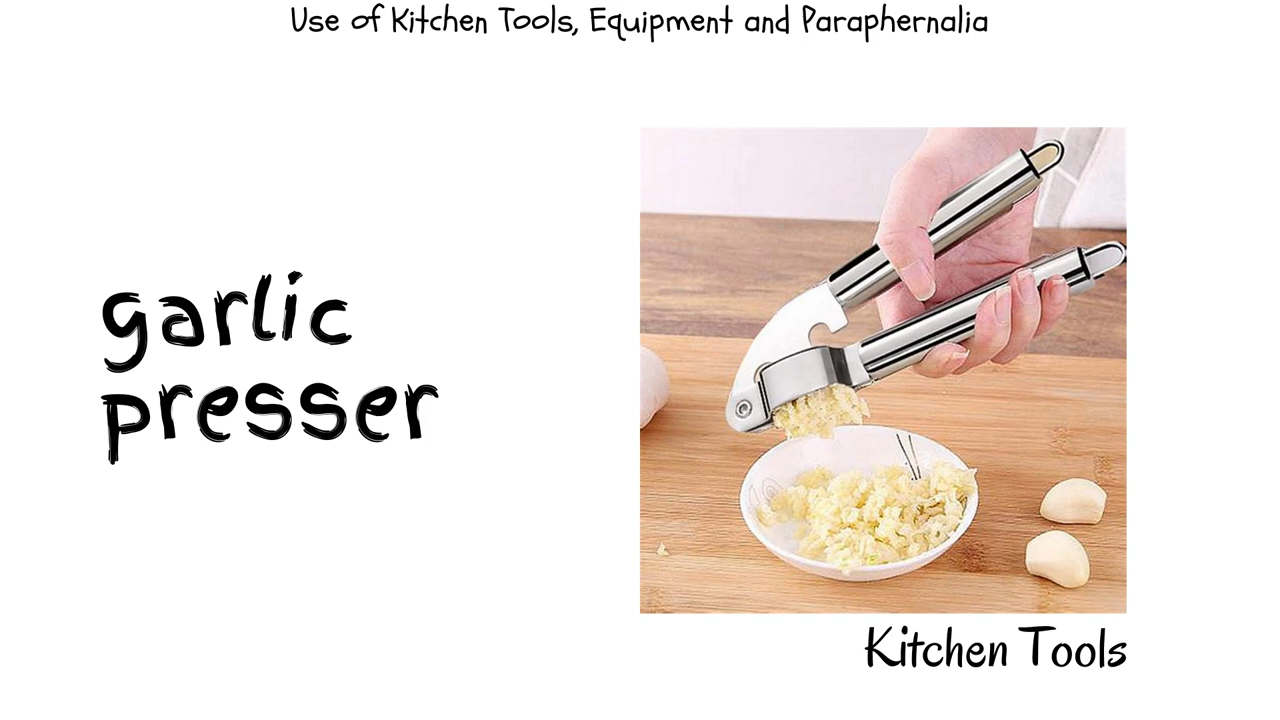 Use of Kitchen Tools, Equipment and Paraphernalia
garlic
presser
Kitchen Tools